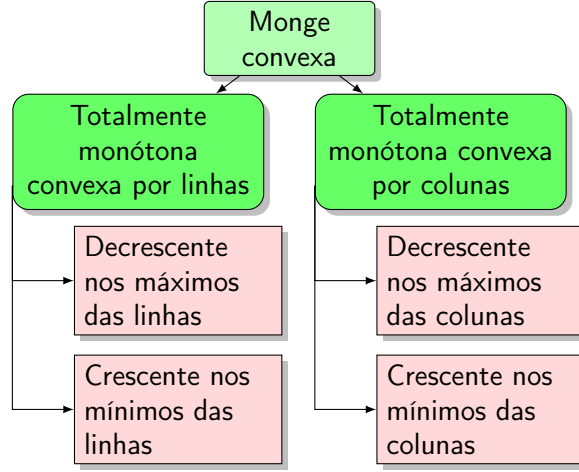 Monge
convexa
Totalmente
monótona
convexa por linhas
Totalmente
monótona convexa
por colunas
Decrescente
nos máximos
das linhas
Decrescente
nos máximos
das colunas
Crescente nos
mínimos das
linhas
Crescente nos
mínimos das
colunas